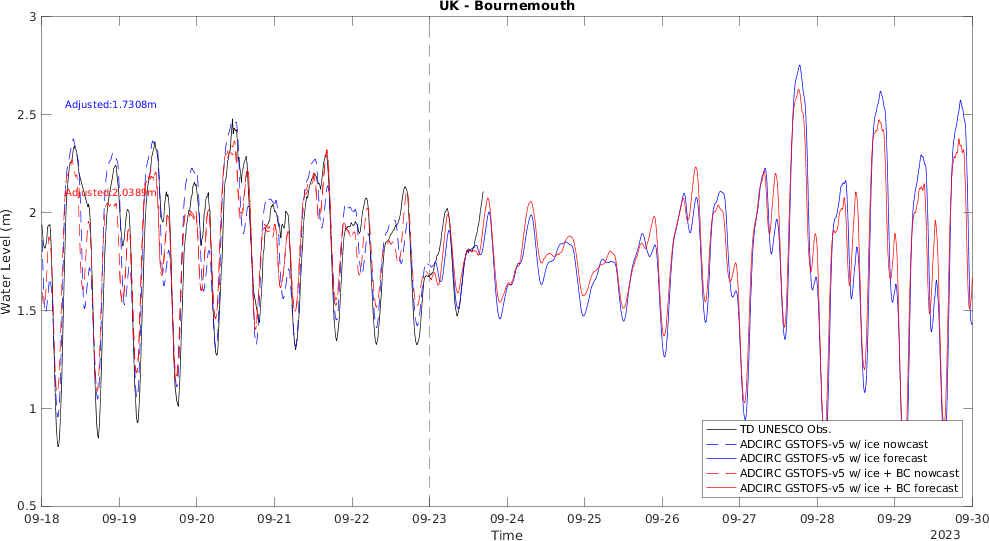 UK - Bournemouth
3
2.5
2
1.5
1
0.5
Water Level (m)
Adjusted:1.7308m
Adjusted:2.0389m
TD UNESCO Obs.
ADCIRC GSTOFS-v5 w/ ice nowcast
ADCIRC GSTOFS-v5 w/ ice forecast
ADCIRC GSTOFS-v5 w/ ice + BC nowcast
ADCIRC GSTOFS-v5 w/ ice + BC forecast
09-18 09-19 09-20 09-21 09-22 09-23 09-24 09-25 09-26 09-27 09-28 09-29 09-30
Time
2023